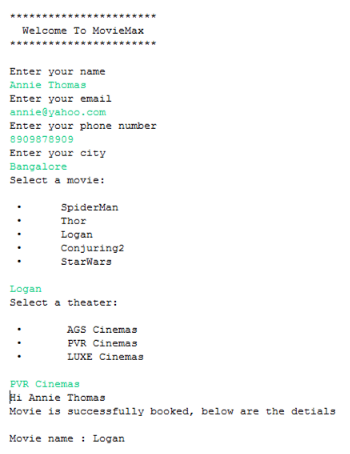 ***********************
Welcome To MovieMax
***********************
Enter your name
Annie Thomas
Enter your email
annie@yahoo.com
Enter your phone number
8909878909
Enter your city
Bangalore
Select a movie:
• SpiderMan
• Thor
• Logan
• Conjuring2
• StarWars
Logan
Select a theater:
• AGS Cinemas
• PVR Cinemas
• LUXE Cinemas
PVR Cinemas
Hi Annie Thomas
Movie is successfully booked, below are the detials
Movie name : Logan